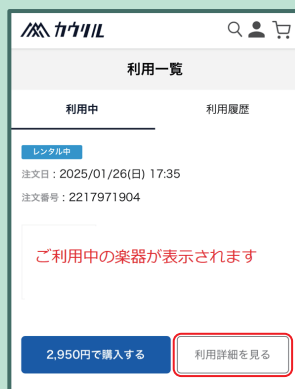 カウリル
利用一覧
利用中 利用履歴
レンタル中
注文日 : 2025/01/26(日) 17:35
注文番号 : 2217971904
ご利用中の楽器が表示されます
2,950円で購入する 利用詳細を見る